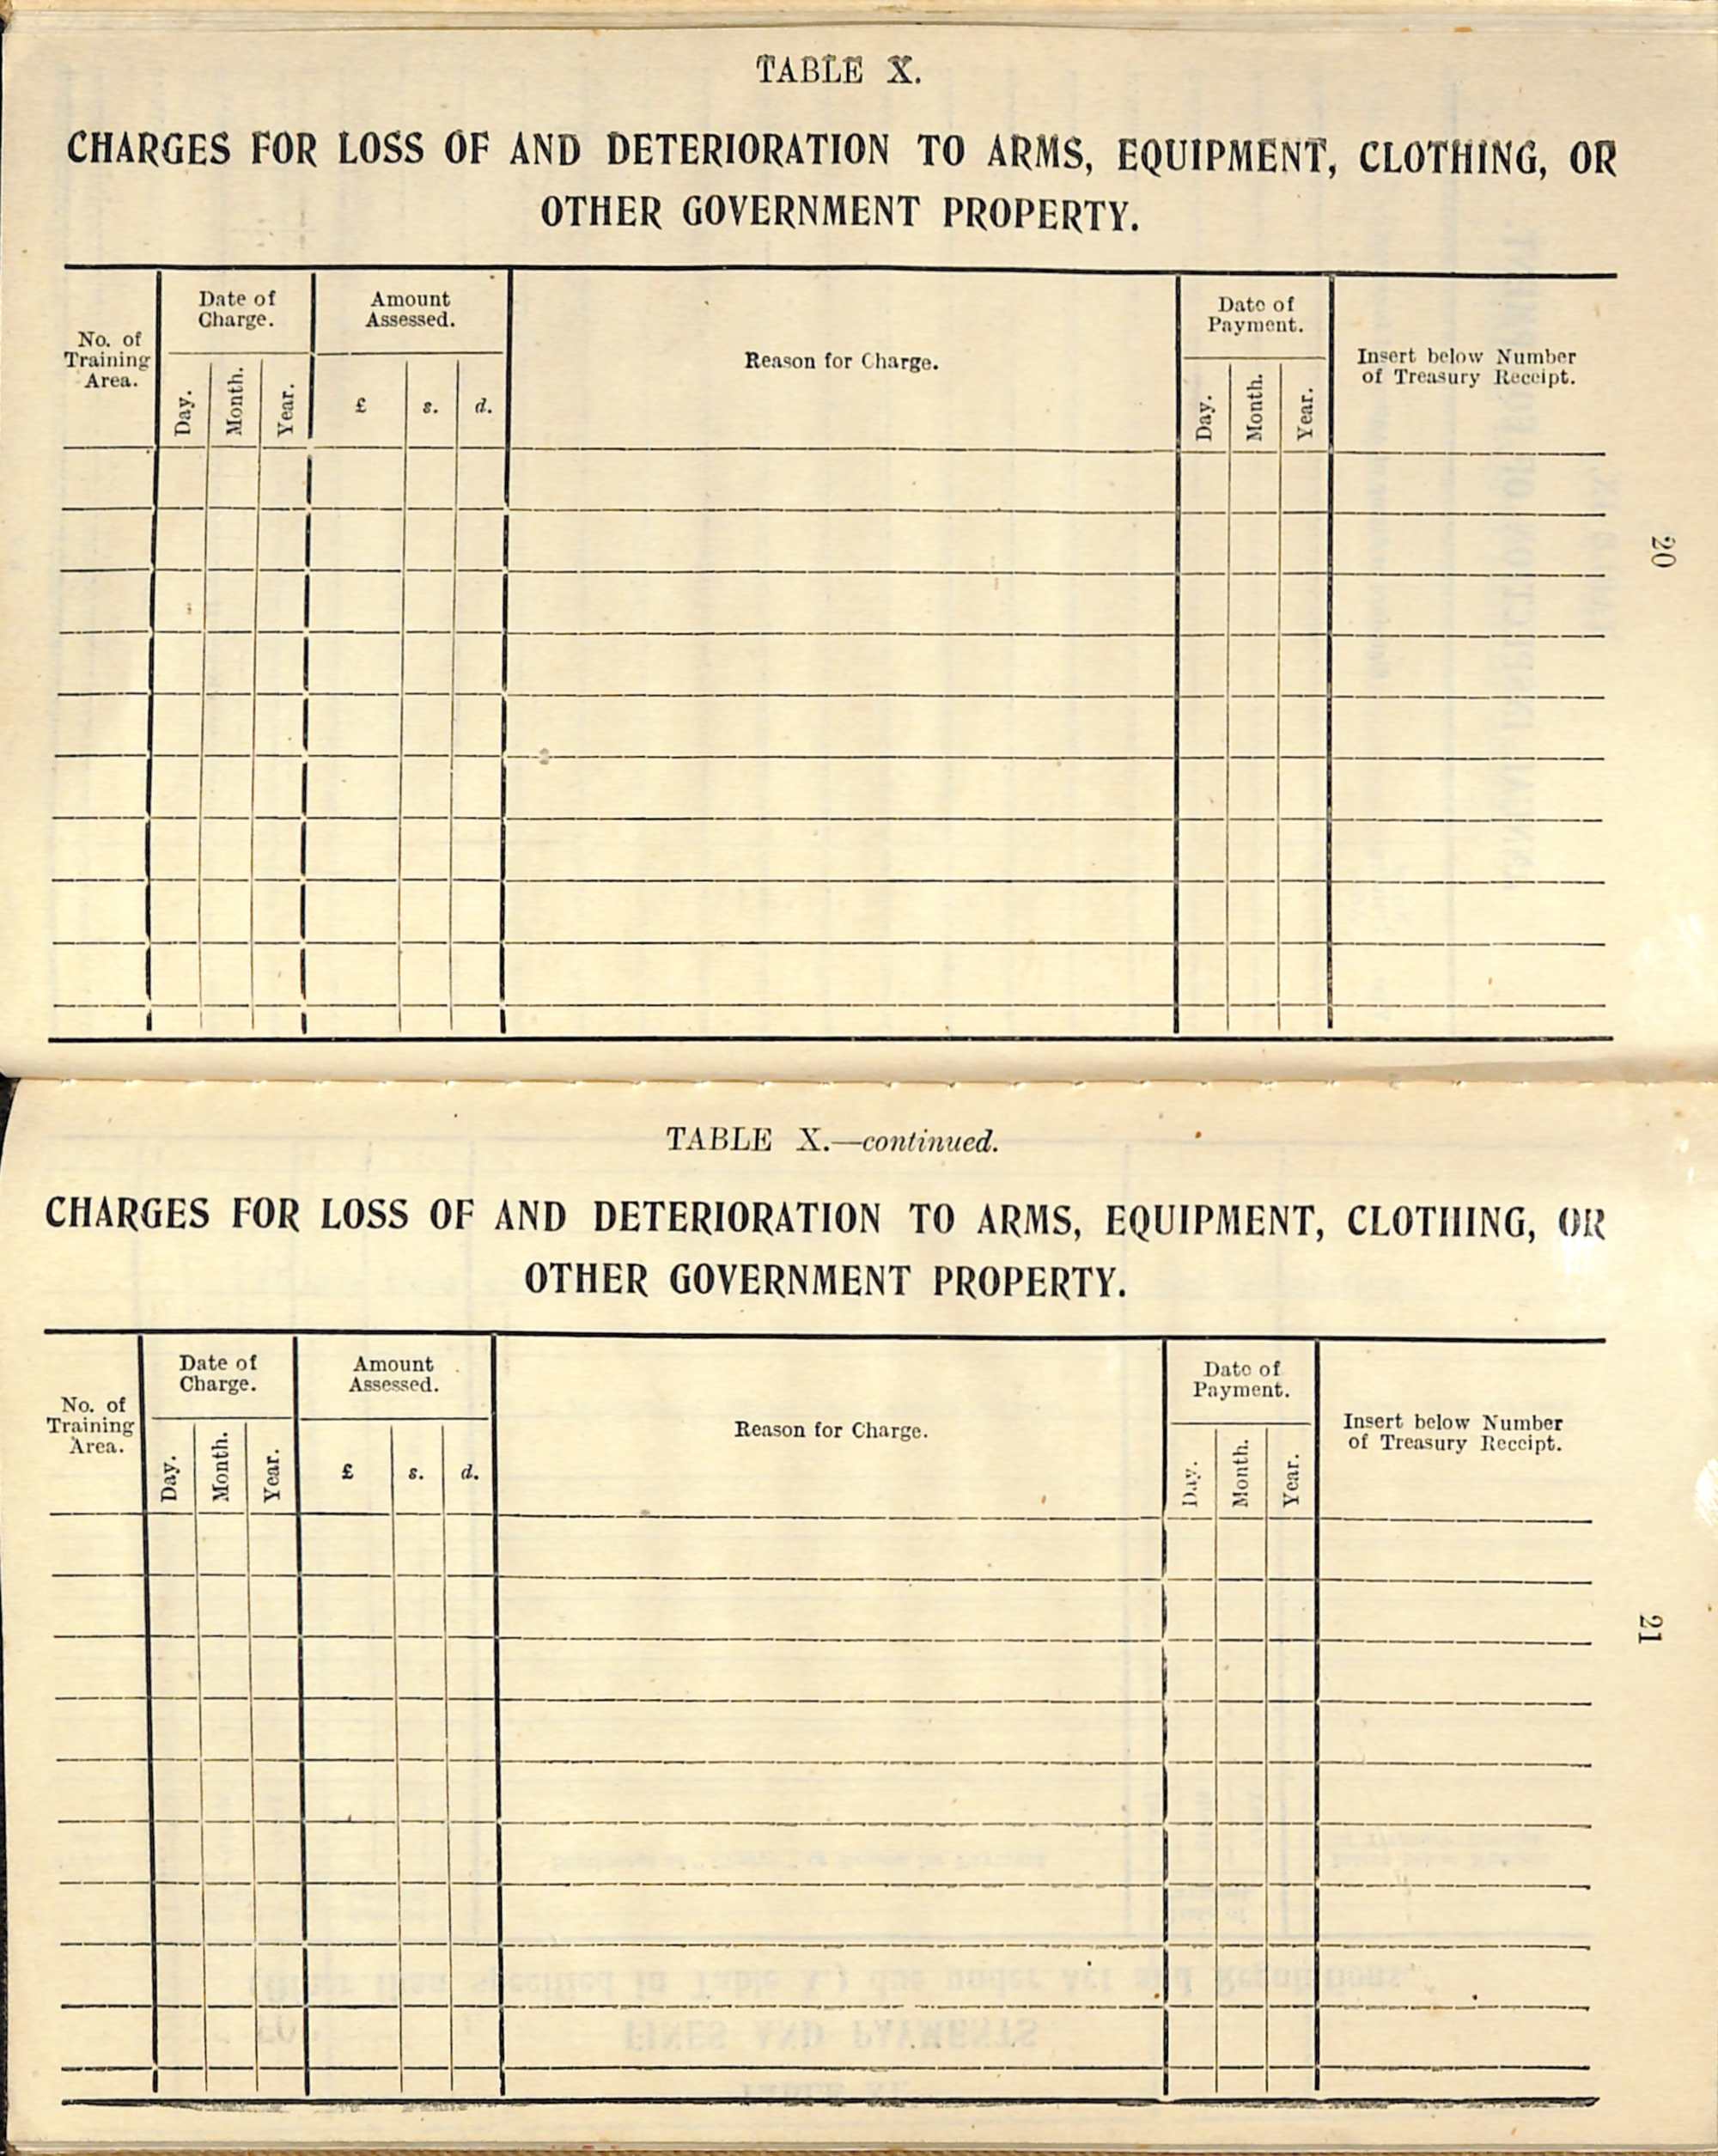 TABLE X.
CHARGES FOR LOSS OF AND DETERIORATION TO ARMS, EQUIPMENT, CLOTHING, OR
OTHER GOVERNMENT PROPERTY.
No. of
Training
Area.
Date of
Charge.
Day.
Month.
Year.
Amount
Assessed.
£
s.
d.
Reason for Charge.
Date of
Payment.
Day.
Month.
Year.
Insert below Number
of Treasury Receipt.
20
TABLE X.—continued.
CHARGES FOR LOSS OF AND DETERIORATION TO ARMS, EQUIPMENT, CLOTHING, OR
OTHER GOVERNMENT PROPERTY.
No. of
Training
Area.
Date of
Charge.
Day.
Month.
Year.
Amount
Assessed.
£
s.
d.
Reason for Charge.
Date of
Payment.
Day.
Month.
Year.
Insert below Number
of Treasury Receipt.
21